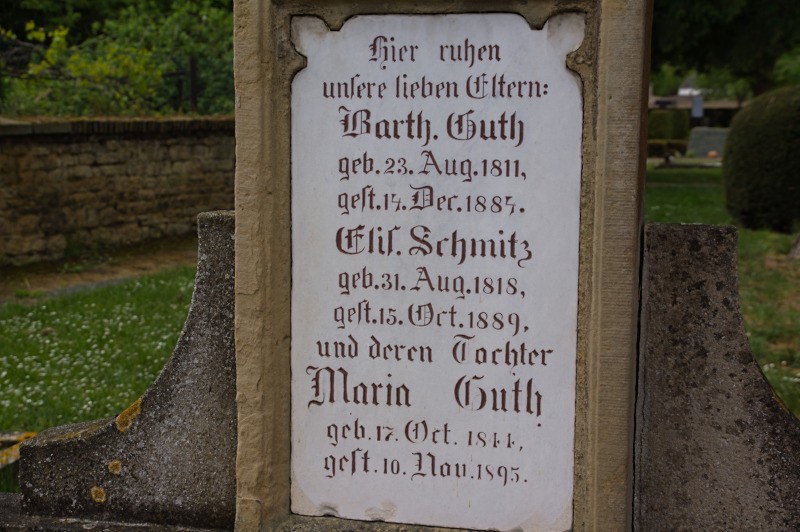 Hier ruhen
unsere lieben Eltern:
Barth. Guth
geb. 23. Aug. 1811,
gest. 14. Dec. 1884.
Elis. Schmitz
geb. 31. Aug. 1818,
gest. 15. Oct. 1889,
und deren Tochter
Maria Guth
geb. 17. Oct. 1844,
gest. 10. Nov. 1895.